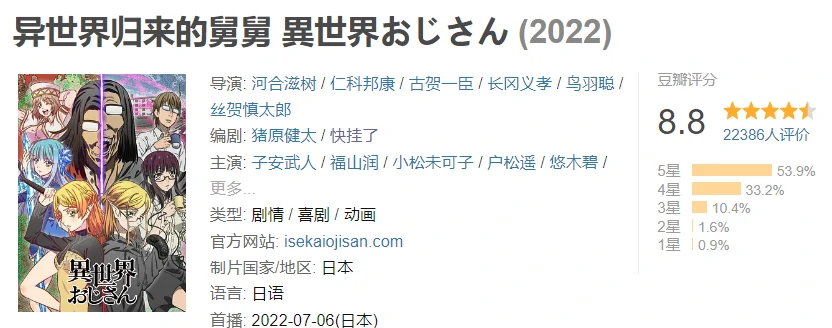 异世界归来的舅舅 異世界おじさん (2022)
異世界
おじさん
导演: 河合滋树 / 仁科邦康 / 古贺一臣 / 长冈义孝 / 鸟羽聪 /
丝贺慎太郎
编剧: 猪原健太 / 快挂了
主演: 子安武人 / 福山润 / 小松未可子 / 户松遥 / 悠木碧 /
更多...
类型: 剧情 / 喜剧 / 动画
官方网站: isekaiojisan.com
制片国家/地区: 日本
语言: 日语
首播: 2022-07-06(日本)
豆瓣评分
8.8
22386人评价
5星 53.9%
4星 33.2%
3星 10.4%
2星 1.6%
1星 0.9%